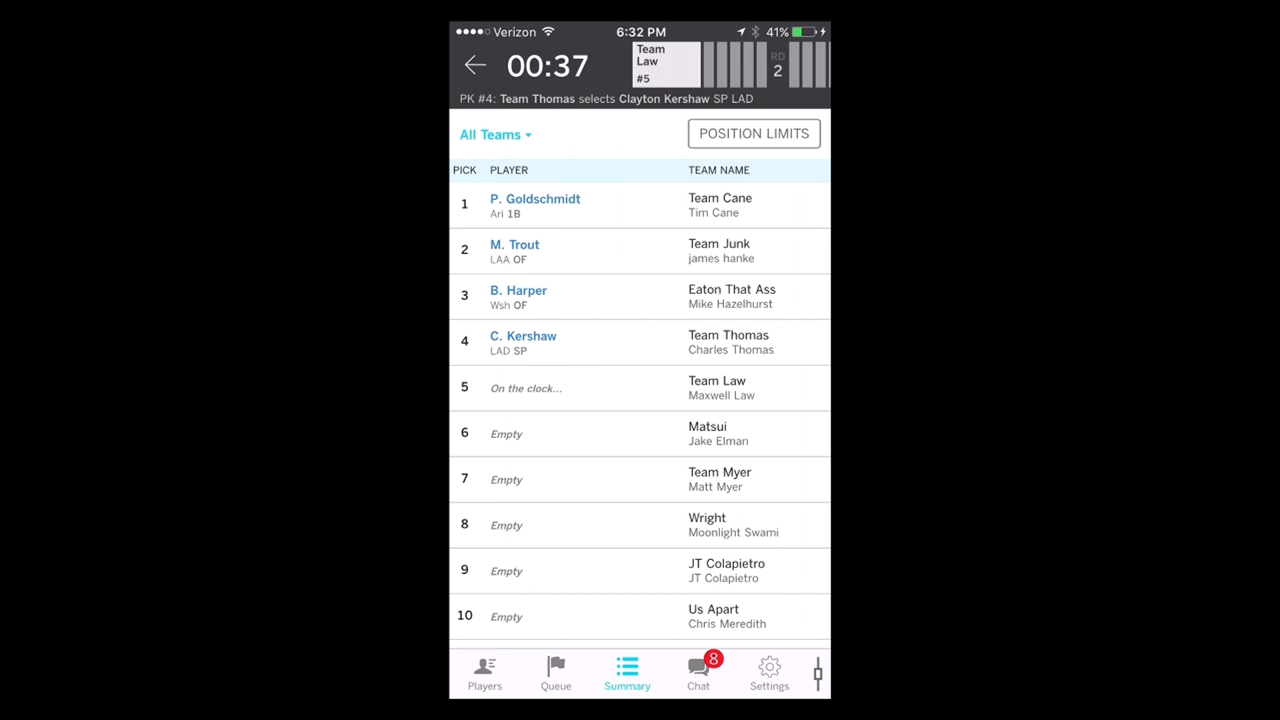 Verizon 6:32 PM 41%
00:37
Team
Law
#5
RD
2
PK #4: Team Thomas selects Clayton Kershaw SP LAD
All Teams
POSITION LIMITS
PICK PLAYER TEAM NAME
1 P. Goldschmidt Team Cane
Ari 1B Tim Cane
2 M. Trout Team Junk
LAA OF james hanke
3 B. Harper Eaton That Ass
Wsh OF Mike Hazelhurst
4 C. Kershaw Team Thomas
LAD SP Charles Thomas
5 On the clock... Team Law
Maxwell Law
6 Empty Matsui
Jake Elman
7 Empty Team Myer
Matt Myer
8 Empty Wright
Moonlight Swami
9 Empty JT Colapietro
JT Colapietro
10 Empty Us Apart
Chris Meredith
8
Players Queue Summary Chat Settings